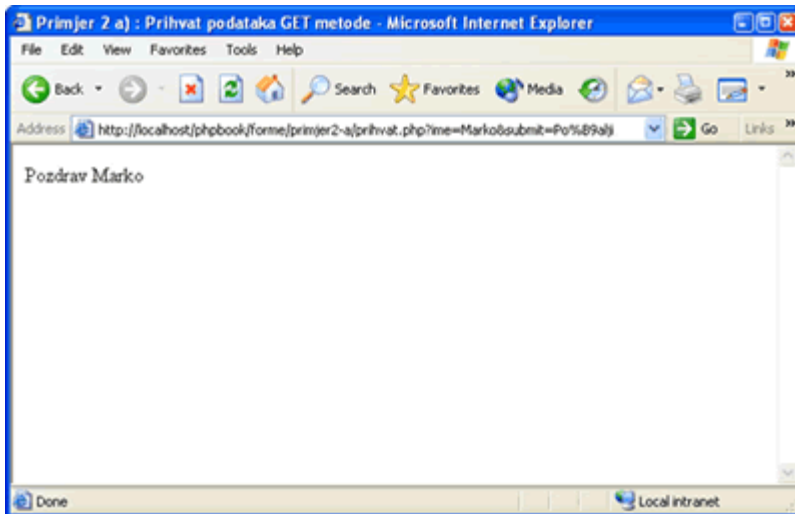 Primjer 2 a) : Prihvat podataka GET metode - Microsoft Internet Explorer
File Edit View Favorites Tools Help
Back Search Favorites Media
Address http://localhost/phpbook/forme/primjer2-a/prihvat.php?ime=Marko&submit=Po%B9alji Go Links
Pozdrav Marko
Done Local intranet